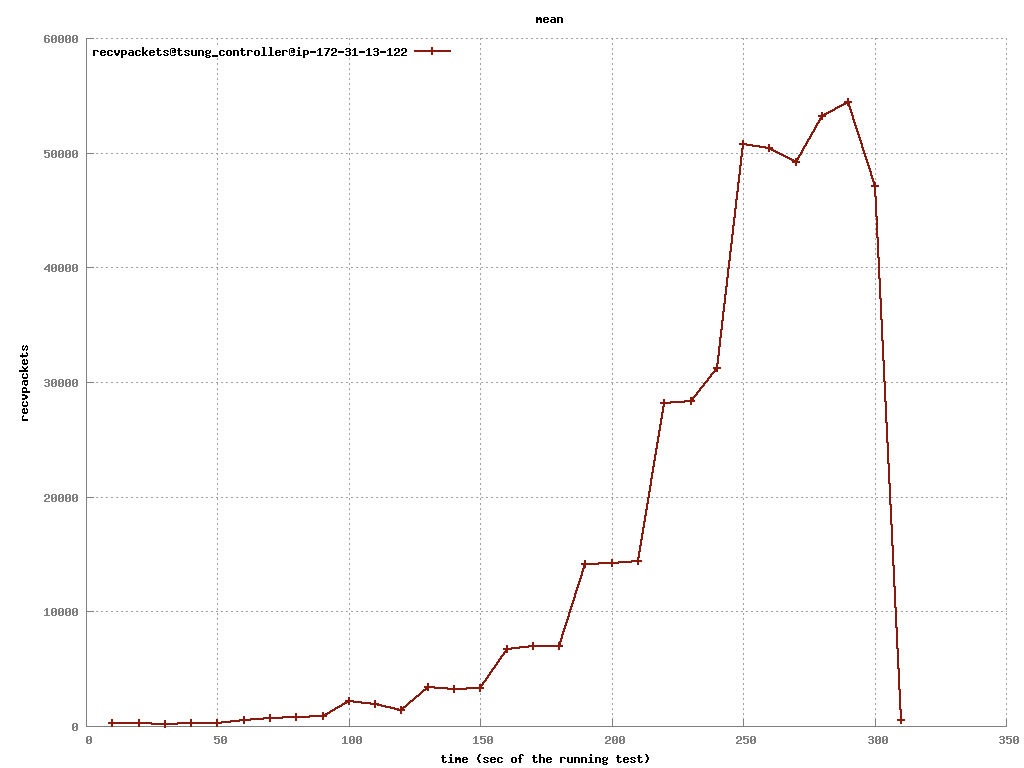 mean
60000
recvpackets@tsung_controller@ip-172-31-13-122
50000
40000
30000
20000
10000
0
recvpackets
0 50 100 150 200 250 300 350
time (sec of the running test)